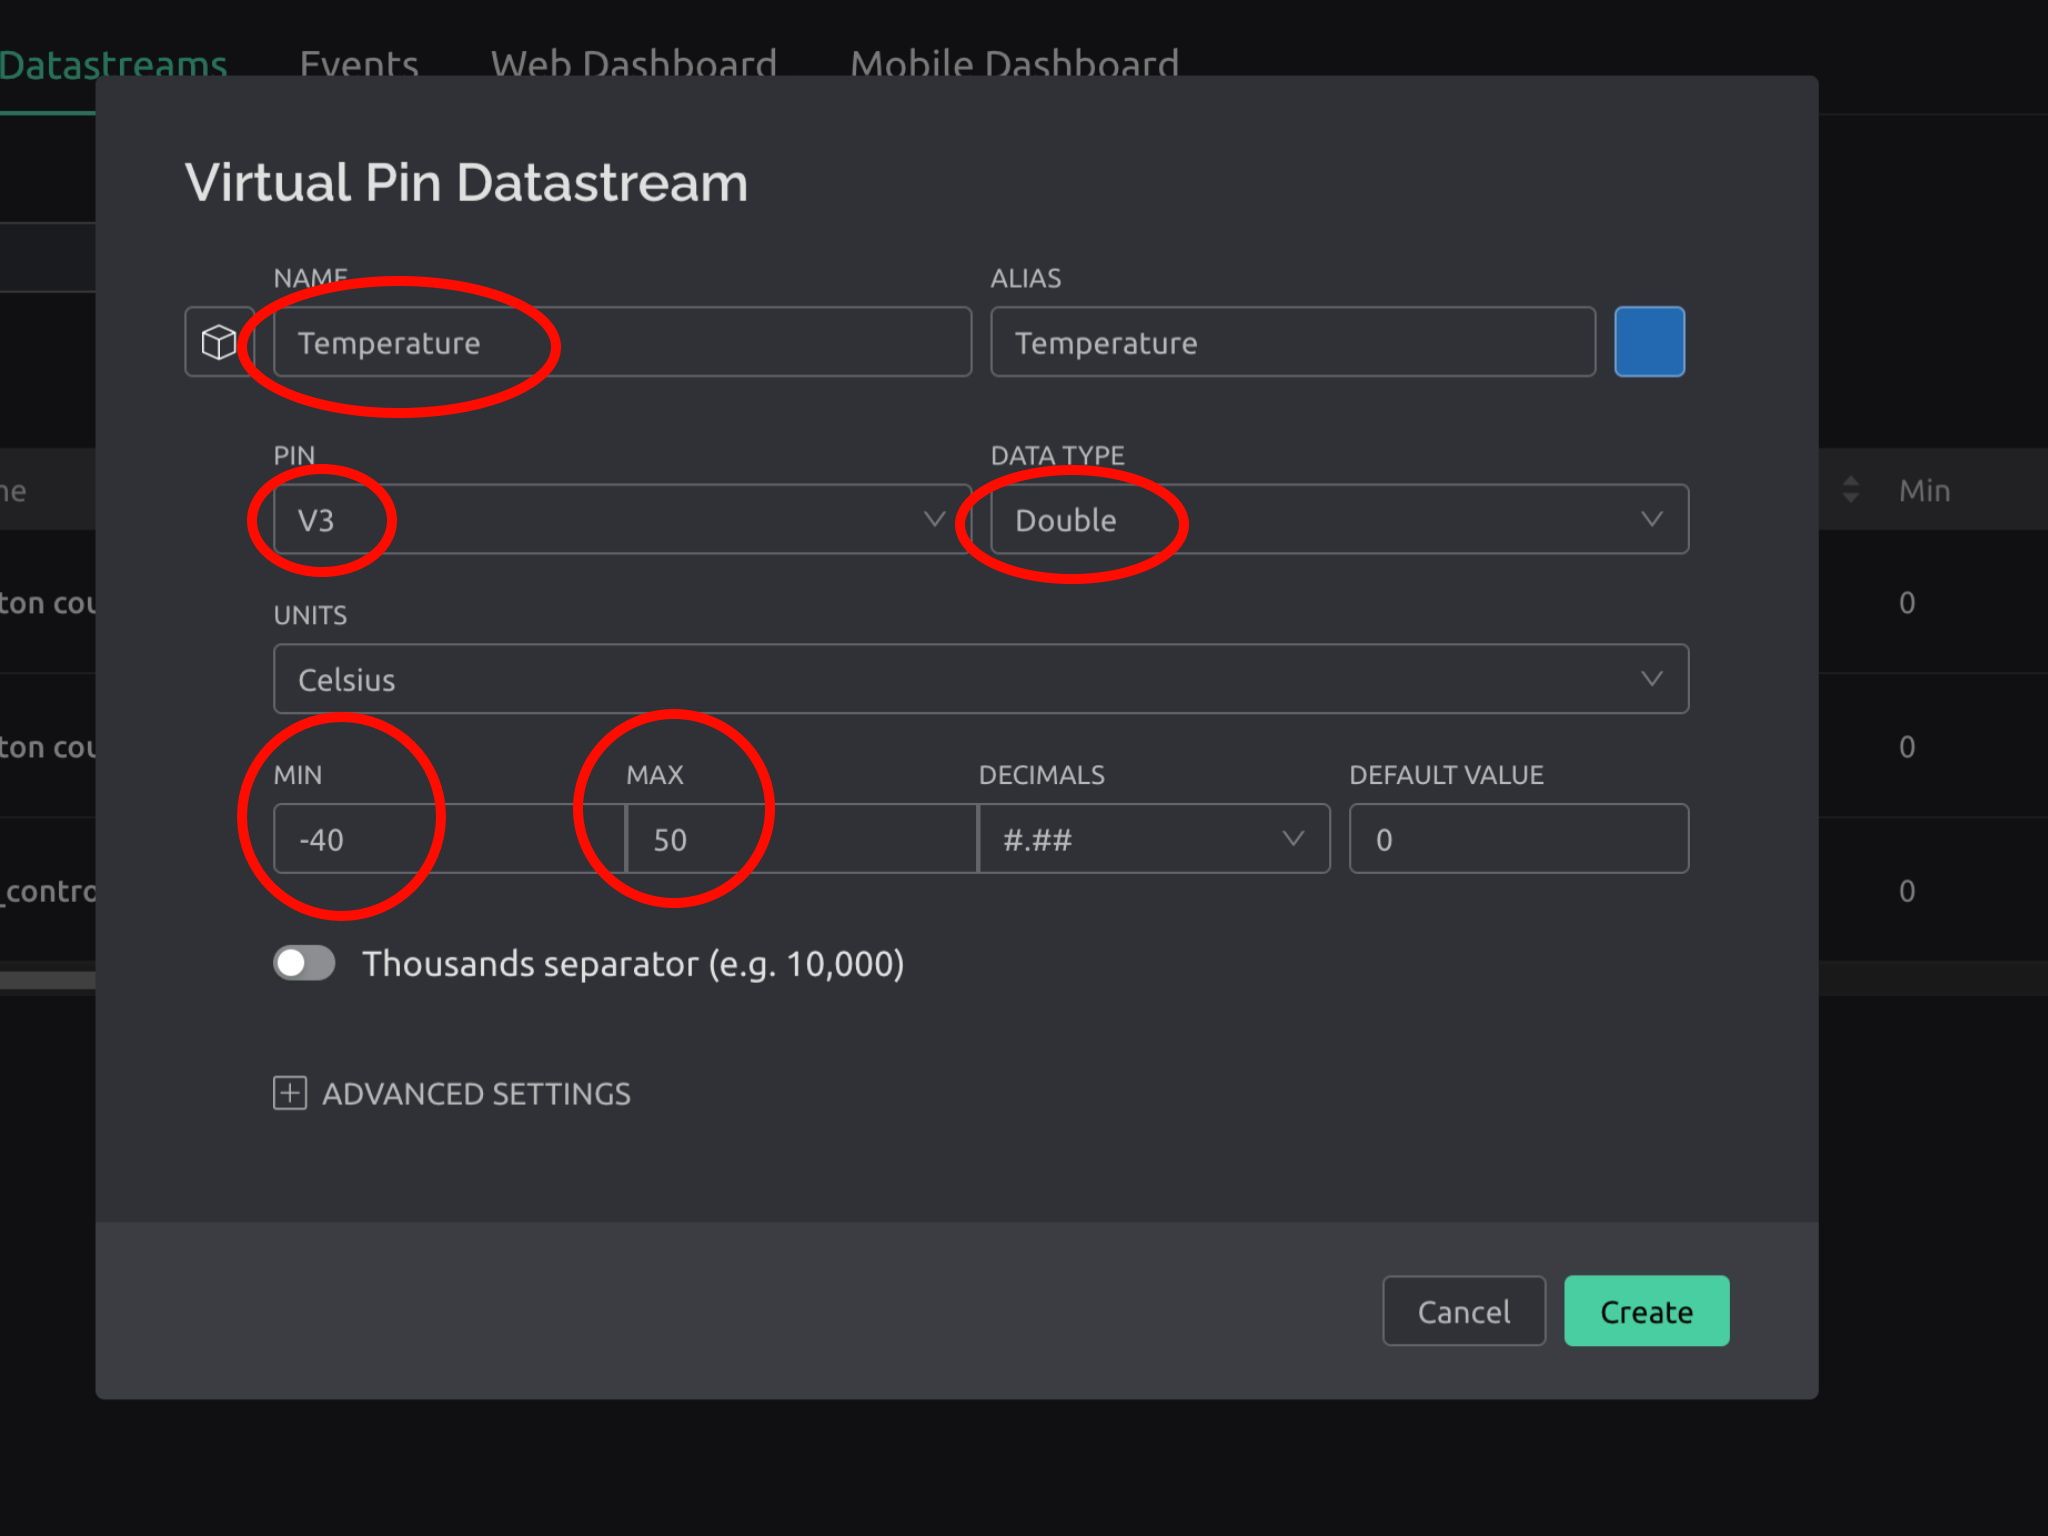 Datastreams Events Web Dashboard Mobile Dashboard
Virtual Pin Datastream
NAME ALIAS
Temperature Temperature
PIN DATA TYPE
V3 Double
UNITS
Celsius
MIN MAX DECIMALS DEFAULT VALUE
-40 50 #.## 0
Thousands separator (e.g. 10,000)
ADVANCED SETTINGS
Cancel Create
Min
0
0
0